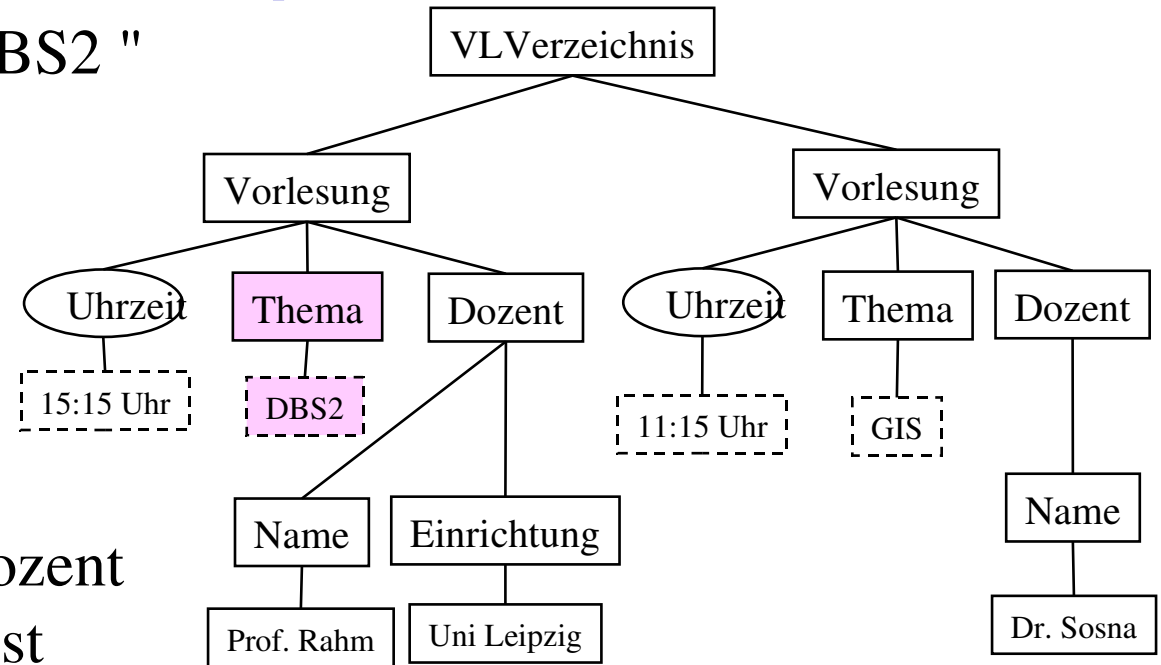 BS2 "
VLVerzeichnis
Vorlesung
Vorlesung
Uhrzeit
Thema
Dozent
Uhrzeit
Thema
Dozent
15:15 Uhr
DBS2
11:15 Uhr
GIS
Name
Einrichtung
Name
ozent
Prof. Rahm
Uni Leipzig
Dr. Sosna
st